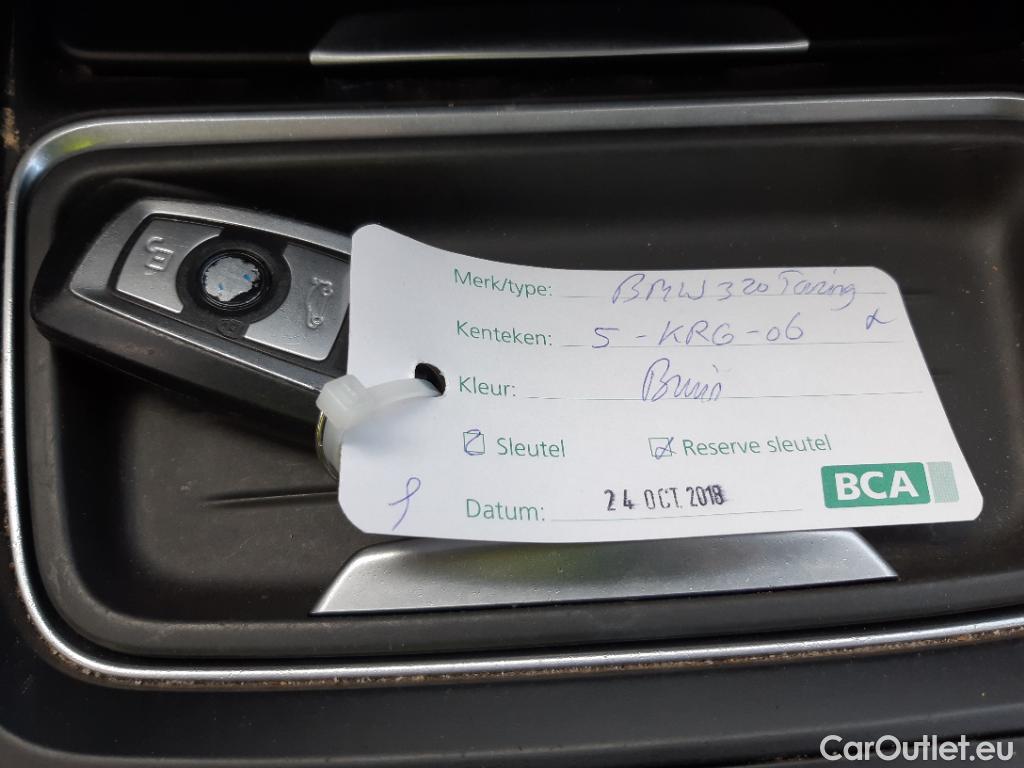 Merk/type: BMW 320 Touring
Kenteken: 5-KRG-06
Kleur: Bruin
Sleutel Reserve sleutel
Datum: 24 OCT. 2018
BCA
CarOutlet.eu